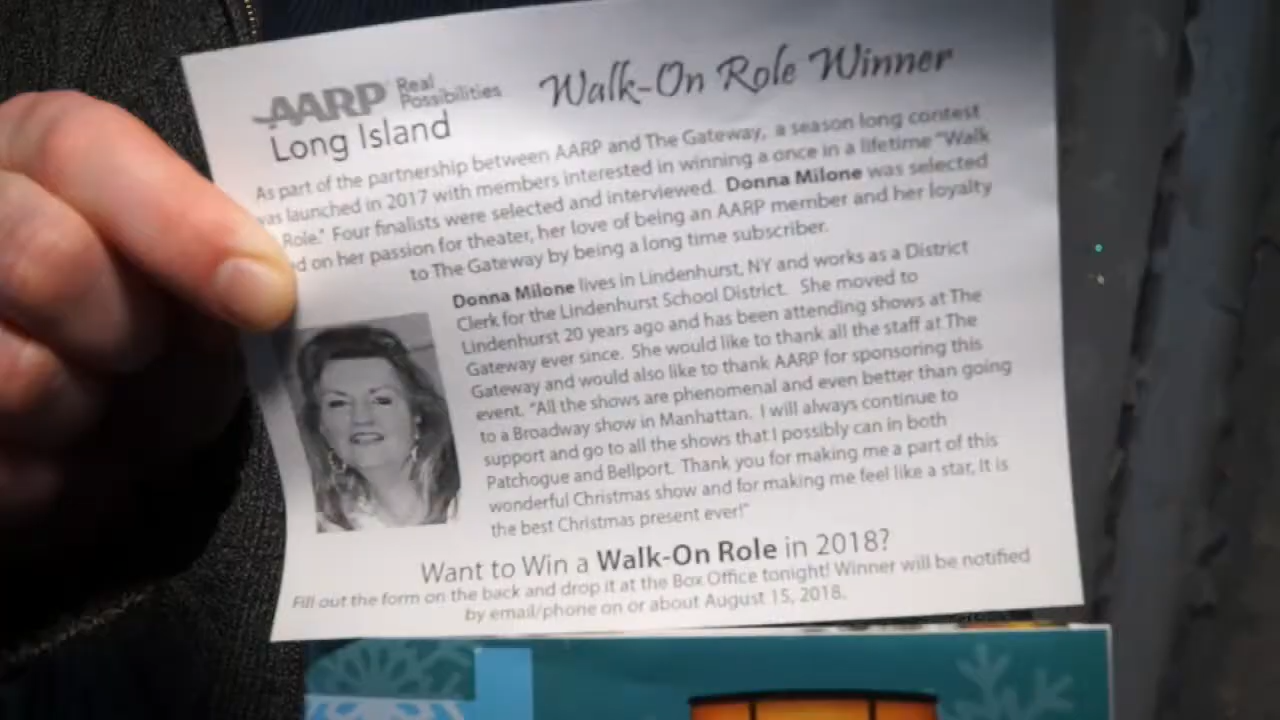 AARP Real Possibilities
Long Island
Walk-On Role Winner
As part of the partnership between AARP and The Gateway, a season long contest
was launched in 2017 with members interested in winning a once in a lifetime "Walk
Role." Four finalists were selected and interviewed. Donna Milone was selected
on her passion for theater, her love of being an AARP member and her loyalty
to The Gateway by being a long time subscriber.
Donna Milone lives in Lindenhurst, NY and works as a District
Clerk for the Lindenhurst School District. She moved to
Lindenhurst 20 years ago and has been attending shows at The
Gateway ever since. She would like to thank all the staff at The
Gateway and would also like to thank AARP for sponsoring this
event. "All the shows are phenomenal and even better than going
to a Broadway show in Manhattan. I will always continue to
support and go to all the shows that I possibly can in both
Patchogue and Bellport. Thank you for making me a part of this
wonderful Christmas show and for making me feel like a star, It is
the best Christmas present ever!"
Want to Win a Walk-On Role in 2018?
Fill out the form on the back and drop it at the Box Office tonight! Winner will be notified
by email/phone on or about August 15, 2018.